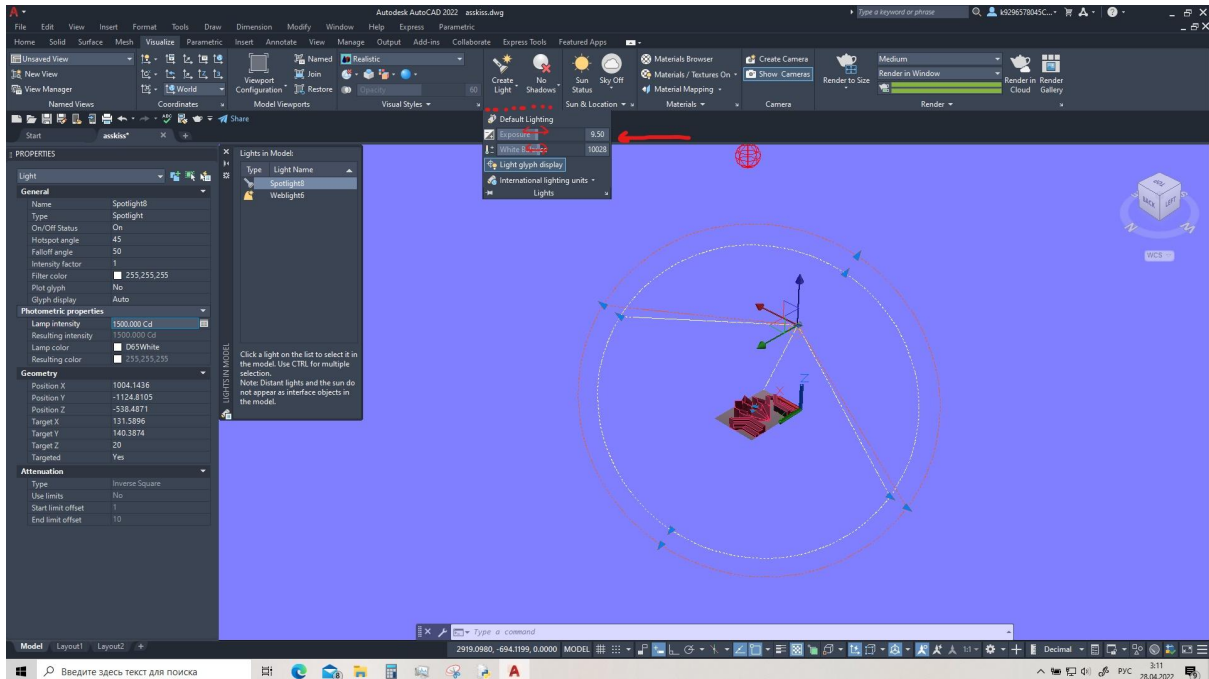 Autodesk AutoCAD 2022 asskiss.dwg
Type a keyword or phrase
k9296578045C...
File Edit View Insert Format Tools Draw Dimension Modify Window Help Express Parametric
Home Solid Surface Mesh Visualize Parametric Insert Annotate View Manage Output Add-ins Collaborate Express Tools Featured Apps
Unsaved View
New View
View Manager
Named Views
World
Coordinates
Viewport Configuration
Named
Join
Restore
Model Viewports
Realistic
Opacity 60
Visual Styles
Create Light
No Shadows
Sun Status
Sky Off
Sun & Location
Materials Browser
Materials / Textures On
Material Mapping
Materials
Create Camera
Show Cameras
Camera
Render to Size
Medium
Render in Window
Render
Render in Cloud
Render Gallery
Share
Default Lighting
Exposure 9.50
White Balance 10028
Light glyph display
International lighting units
Lights
Start asskiss*
PROPERTIES
Light
General
Name Spotlight8
Type Spotlight
On/Off Status On
Hotspot angle 45
Falloff angle 50
Intensity factor 1
Filter color 255,255,255
Plot glyph No
Glyph display Auto
Photometric properties
Lamp intensity 1500.000 Cd
Resulting intensity 1500.000 Cd
Lamp color D65White
Resulting color 255,255,255
Geometry
Position X 1004.1436
Position Y -1124.8105
Position Z -538.4871
Target X 131.5896
Target Y 140.3874
Target Z 20
Targeted Yes
Attenuation
Type Inverse Square
Use limits No
Start limit offset 1
End limit offset 10
Lights in Model:
Type Light Name
Spotlight8
Weblight6
Click a light on the list to select it in
the model. Use CTRL for multiple
selection.
Note: Distant lights and the sun do
not appear as interface objects in
the model.
LIGHTS IN MODEL
BACK LEFT
N
WCS
X
Z
Type a command
Model Layout1 Layout2
2919.0980, -694.1199, 0.0000 MODEL
1:1
Decimal
Введите здесь текст для поиска
РУС
3:11
28.04.2022